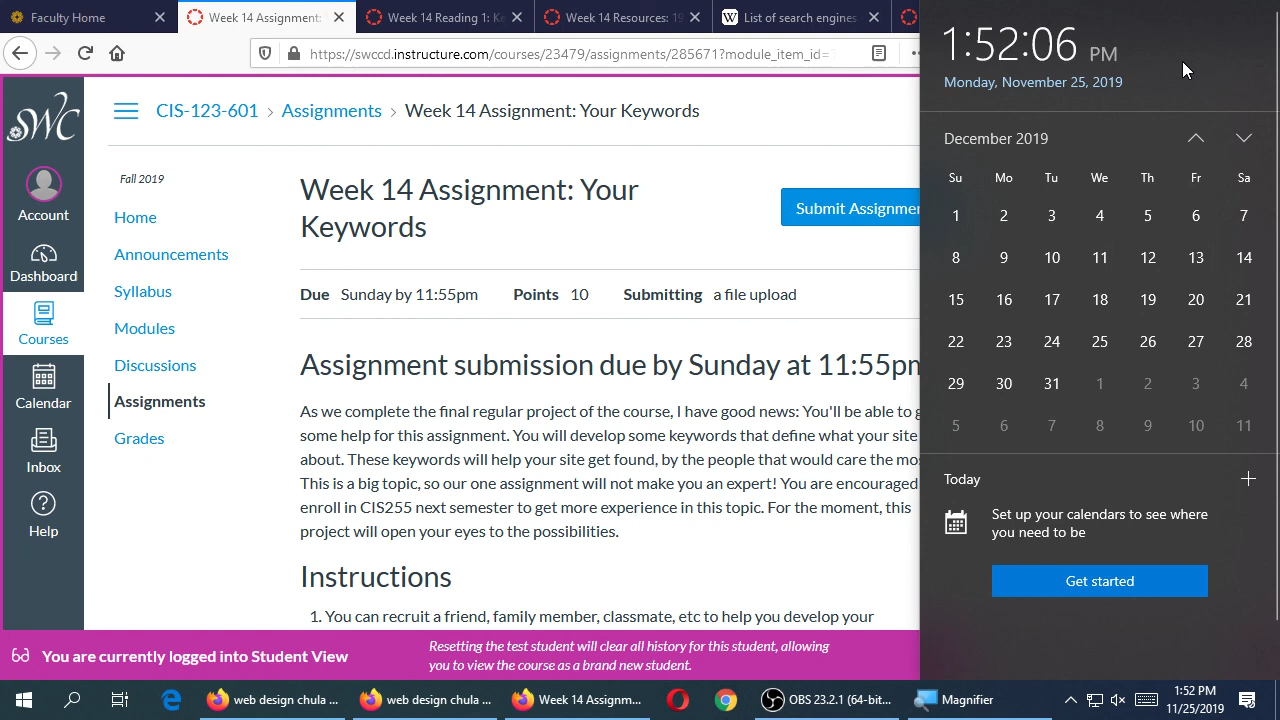 Faculty Home
Week 14 Assignment:
Week 14 Reading 1: Ke
Week 14 Resources: 19
List of search engines
https://swccd.instructure.com/courses/23479/assignments/285671?module_item_id=
SWC
Account
Dashboard
Courses
Calendar
Inbox
Help
CIS-123-601 > Assignments > Week 14 Assignment: Your Keywords
Fall 2019
Home
Announcements
Syllabus
Modules
Discussions
Assignments
Grades
Week 14 Assignment: Your
Keywords
Submit Assignmen
Due Sunday by 11:55pm Points 10 Submitting a file upload
Assignment submission due by Sunday at 11:55pm
As we complete the final regular project of the course, I have good news: You'll be able to g
some help for this assignment. You will develop some keywords that define what your site
about. These keywords will help your site get found, by the people that would care the mos
This is a big topic, so our one assignment will not make you an expert! You are encouraged
enroll in CIS255 next semester to get more experience in this topic. For the moment, this
project will open your eyes to the possibilities.
Instructions
1. You can recruit a friend, family member, classmate, etc to help you develop your
You are currently logged into Student View
Resetting the test student will clear all history for this student, allowing
you to view the course as a brand new student.
1:52:06 PM
Monday, November 25, 2019
December 2019
Su Mo Tu We Th Fr Sa
1 2 3 4 5 6 7
8 9 10 11 12 13 14
15 16 17 18 19 20 21
22 23 24 25 26 27 28
29 30 31 1 2 3 4
5 6 7 8 9 10 11
Today
Set up your calendars to see where
you need to be
Get started
web design chula ...
web design chula ...
Week 14 Assignm...
OBS 23.2.1 (64-bit...
Magnifier
1:52 PM
11/25/2019